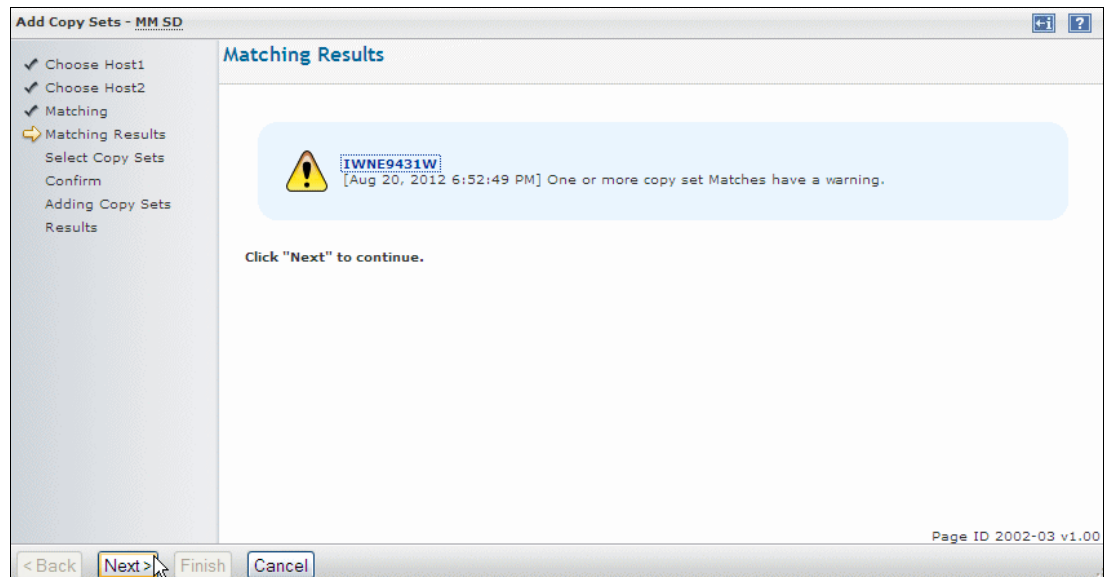 Add Copy Sets - MM SD
Choose Host1
Choose Host2
Matching
Matching Results
Select Copy Sets
Confirm
Adding Copy Sets
Results
Matching Results
IWNE9431W
[Aug 20, 2012 6:52:49 PM] One or more copy set Matches have a warning.
Click "Next" to continue.
Page ID 2002-03 v1.00
< Back Next > Finish Cancel